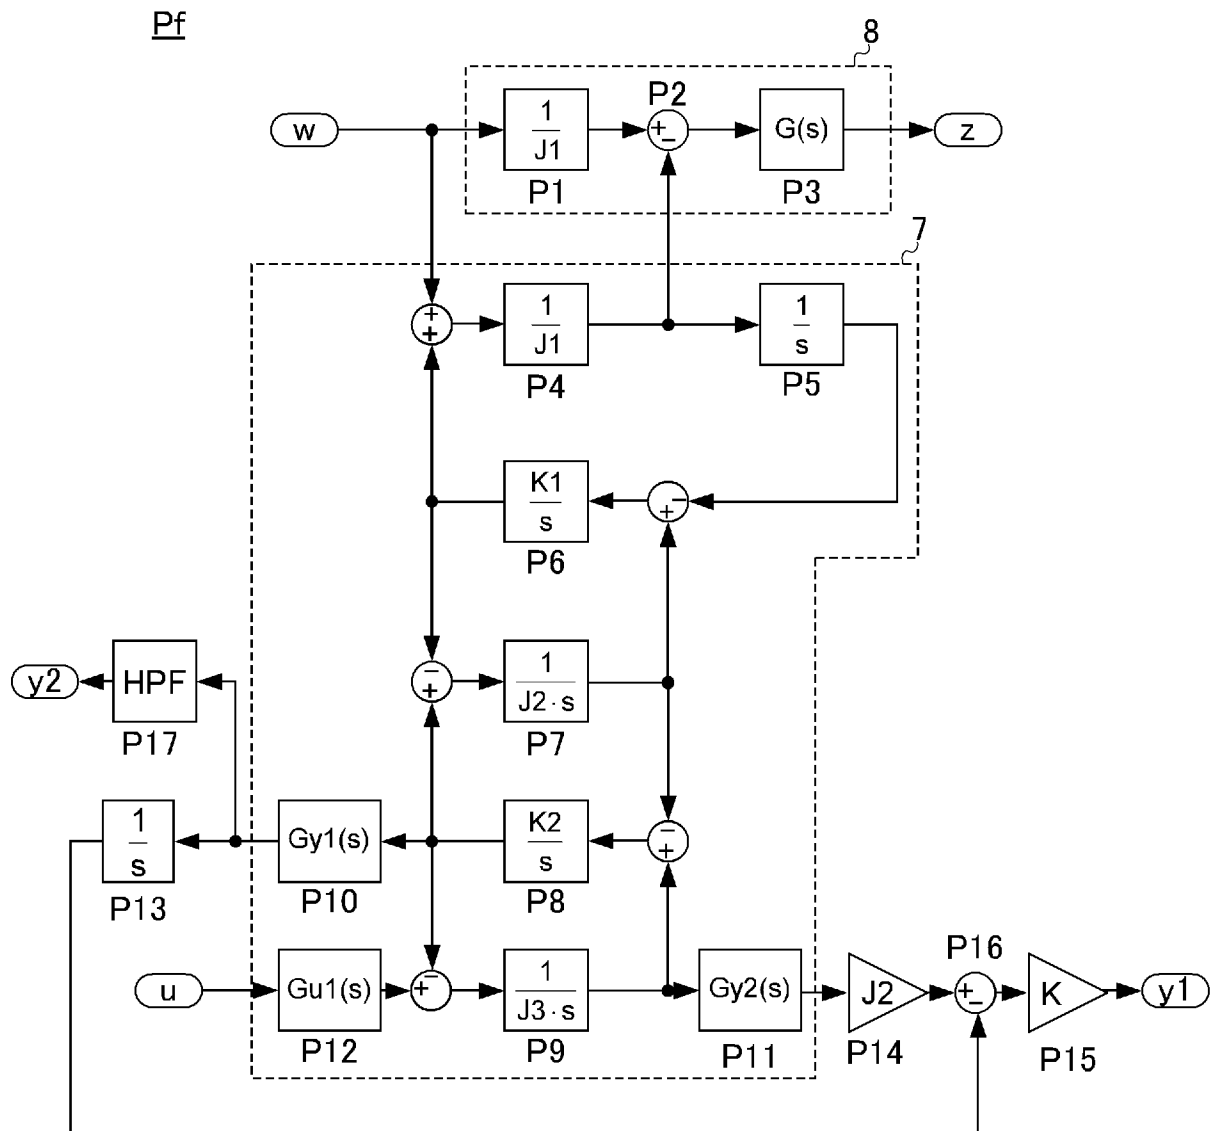 Pf
8
w
1
J1
P1
P2
+
−
G(s)
P3
z
7
+
+
1
J1
P4
1
s
P5
K1
s
P6
−
+
y2
HPF
P17
−
+
1
J2·s
P7
1
s
P13
Gy1(s)
P10
K2
s
P8
−
+
u
Gu1(s)
P12
−
+
1
J3·s
P9
Gy2(s)
P11
J2
P14
P16
+
−
K
P15
y1